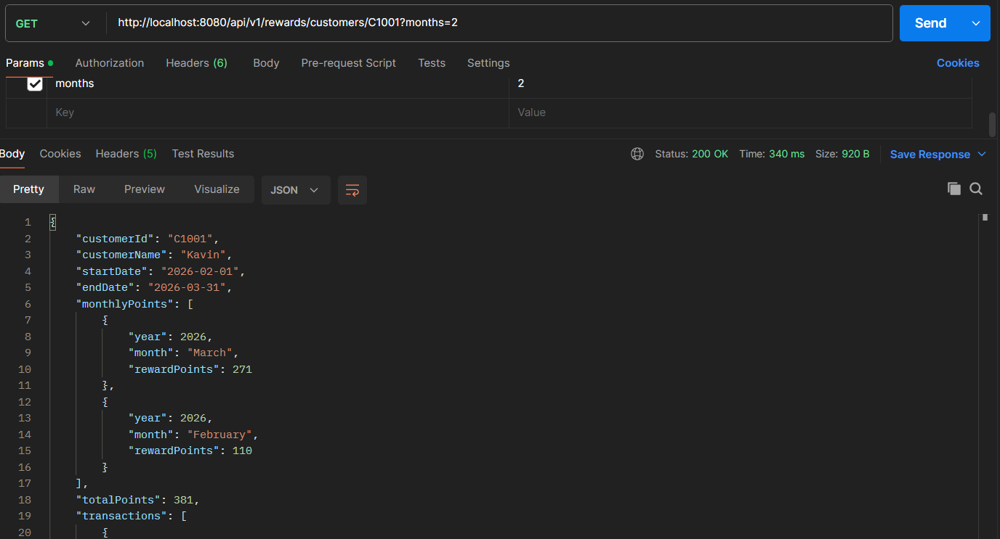 GET http://localhost:8080/api/v1/rewards/customers/C1001?months=2 Send
Params Authorization Headers (6) Body Pre-request Script Tests Settings Cookies
months 2
Key Value
Body Cookies Headers (5) Test Results Status: 200 OK Time: 340 ms Size: 920 B Save Response
Pretty Raw Preview Visualize JSON
1 {
2 "customerId": "C1001",
3 "customerName": "Kavin",
4 "startDate": "2026-02-01",
5 "endDate": "2026-03-31",
6 "monthlyPoints": [
7 {
8 "year": 2026,
9 "month": "March",
10 "rewardPoints": 271
11 },
12 {
13 "year": 2026,
14 "month": "February",
15 "rewardPoints": 110
16 }
17 ],
18 "totalPoints": 381,
19 "transactions": [
20 {